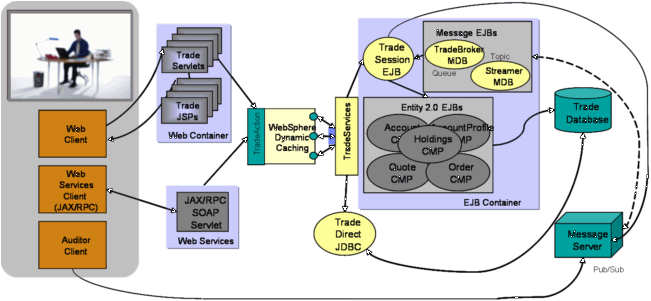 Web
Client
Web
Services
Client
(JAX/RPC)
Auditor
Client
Trade
Servlets
Trade
JSPs
Web Container
JAX/RPC
SOAP
Servlet
Web Services
TradeAction
WebSphere
Dynamic
Caching
TradeServices
Trade
Session
EJB
Message EJBs
TradeBroker
MDB
Queue
Topic
Streamer
MDB
Entity 2.0 EJBs
Account
CMP
AccountProfile
CMP
Holdings
CMP
Quote
CMP
Order
CMP
EJB Container
Trade
Direct
JDBC
Trade
Database
Message
Server
Pub/Sub